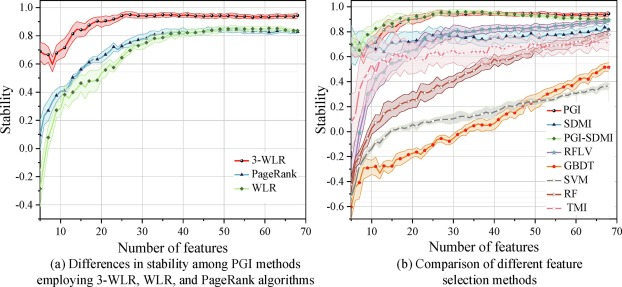 1.0
0.8
0.6
0.4
0.2
0.0
-0.2
-0.4
Stability
3-WLR
PageRank
WLR
10 20 30 40 50 60 70
Number of features
(a) Differences in stability among PGI methods
employing 3-WLR, WLR, and PageRank algorithms
1.0
0.8
0.6
0.4
0.2
0.0
-0.2
-0.4
-0.6
Stability
PGI
SDMI
PGI-SDMI
RFLV
GBDT
SVM
RF
TMI
10 20 30 40 50 60 70
Number of features
(b) Comparison of different feature
selection methods